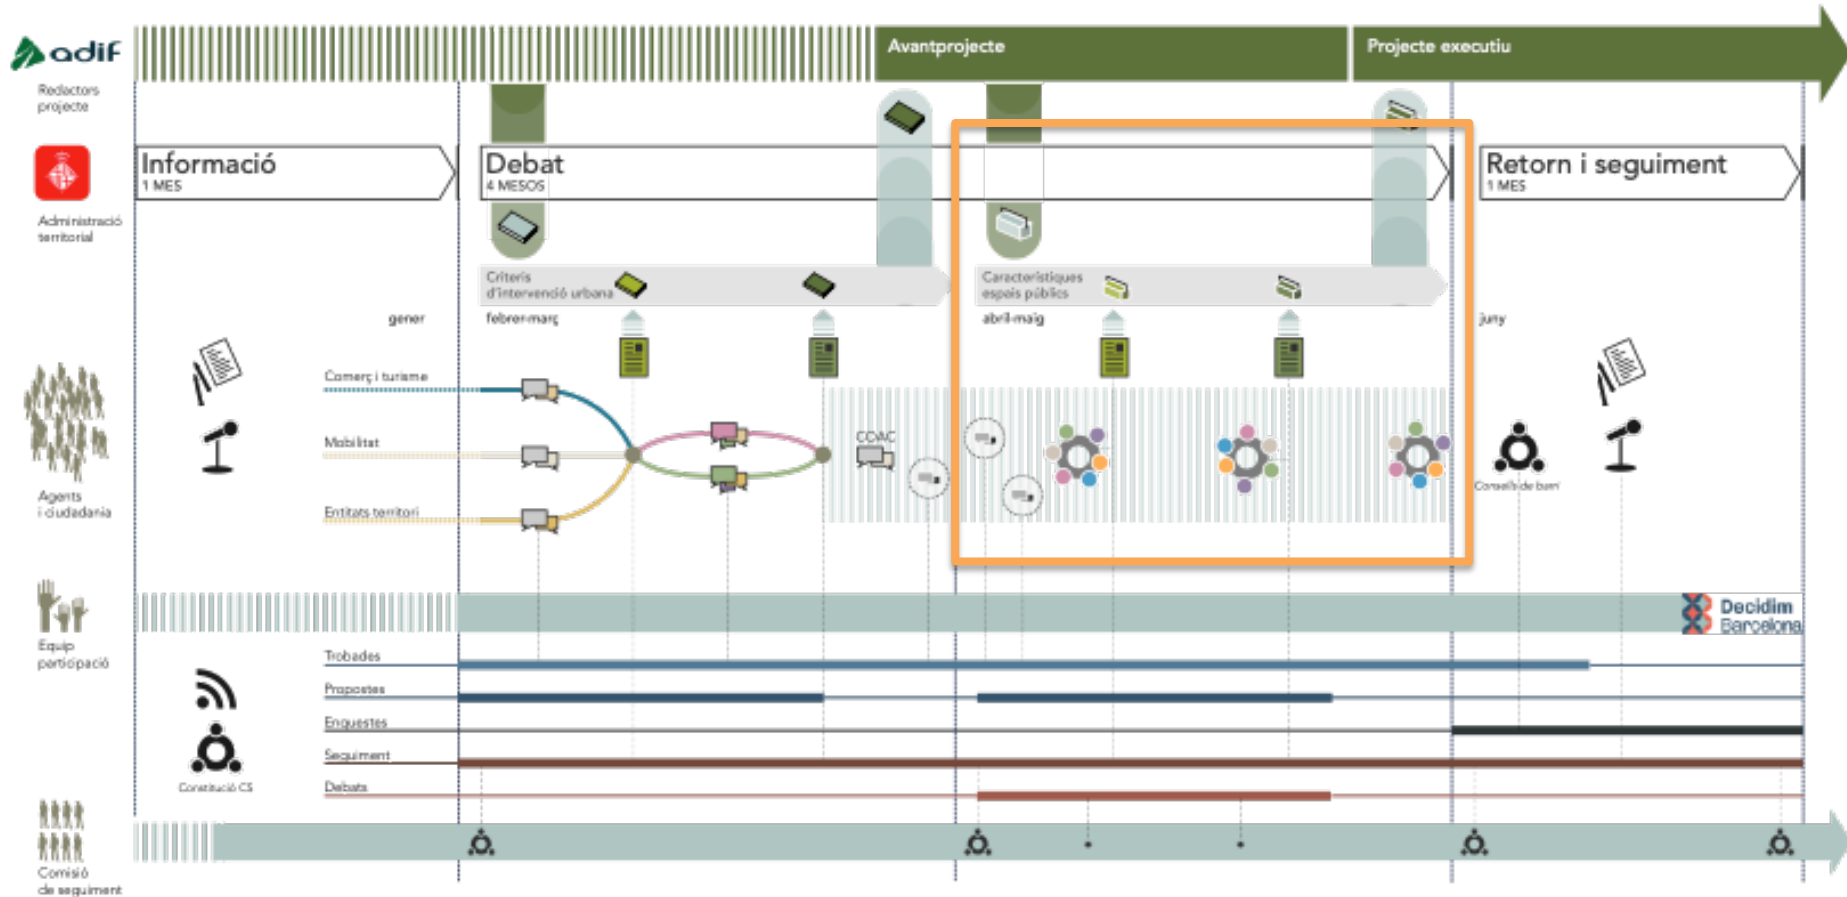 adif
Avantprojecte
Projecte executiu
Redactors
projecte
Informació
1 MES
Debat
4 MESOS
Retorn i seguiment
1 MES
Administració
territorial
Criteris
d'intervenció urbana
Característiques
espais públics
gener
febrer-març
abril-maig
juny
Comerç i turisme
Mobilitat
COAC
Entitats territori
Consells de barri
Agents
i ciudadania
Decidim
Barcelona
Equip
participació
Trobades
Propostes
Enquestes
Seguiment
Constitució CS
Debats
Comisió
de seguiment